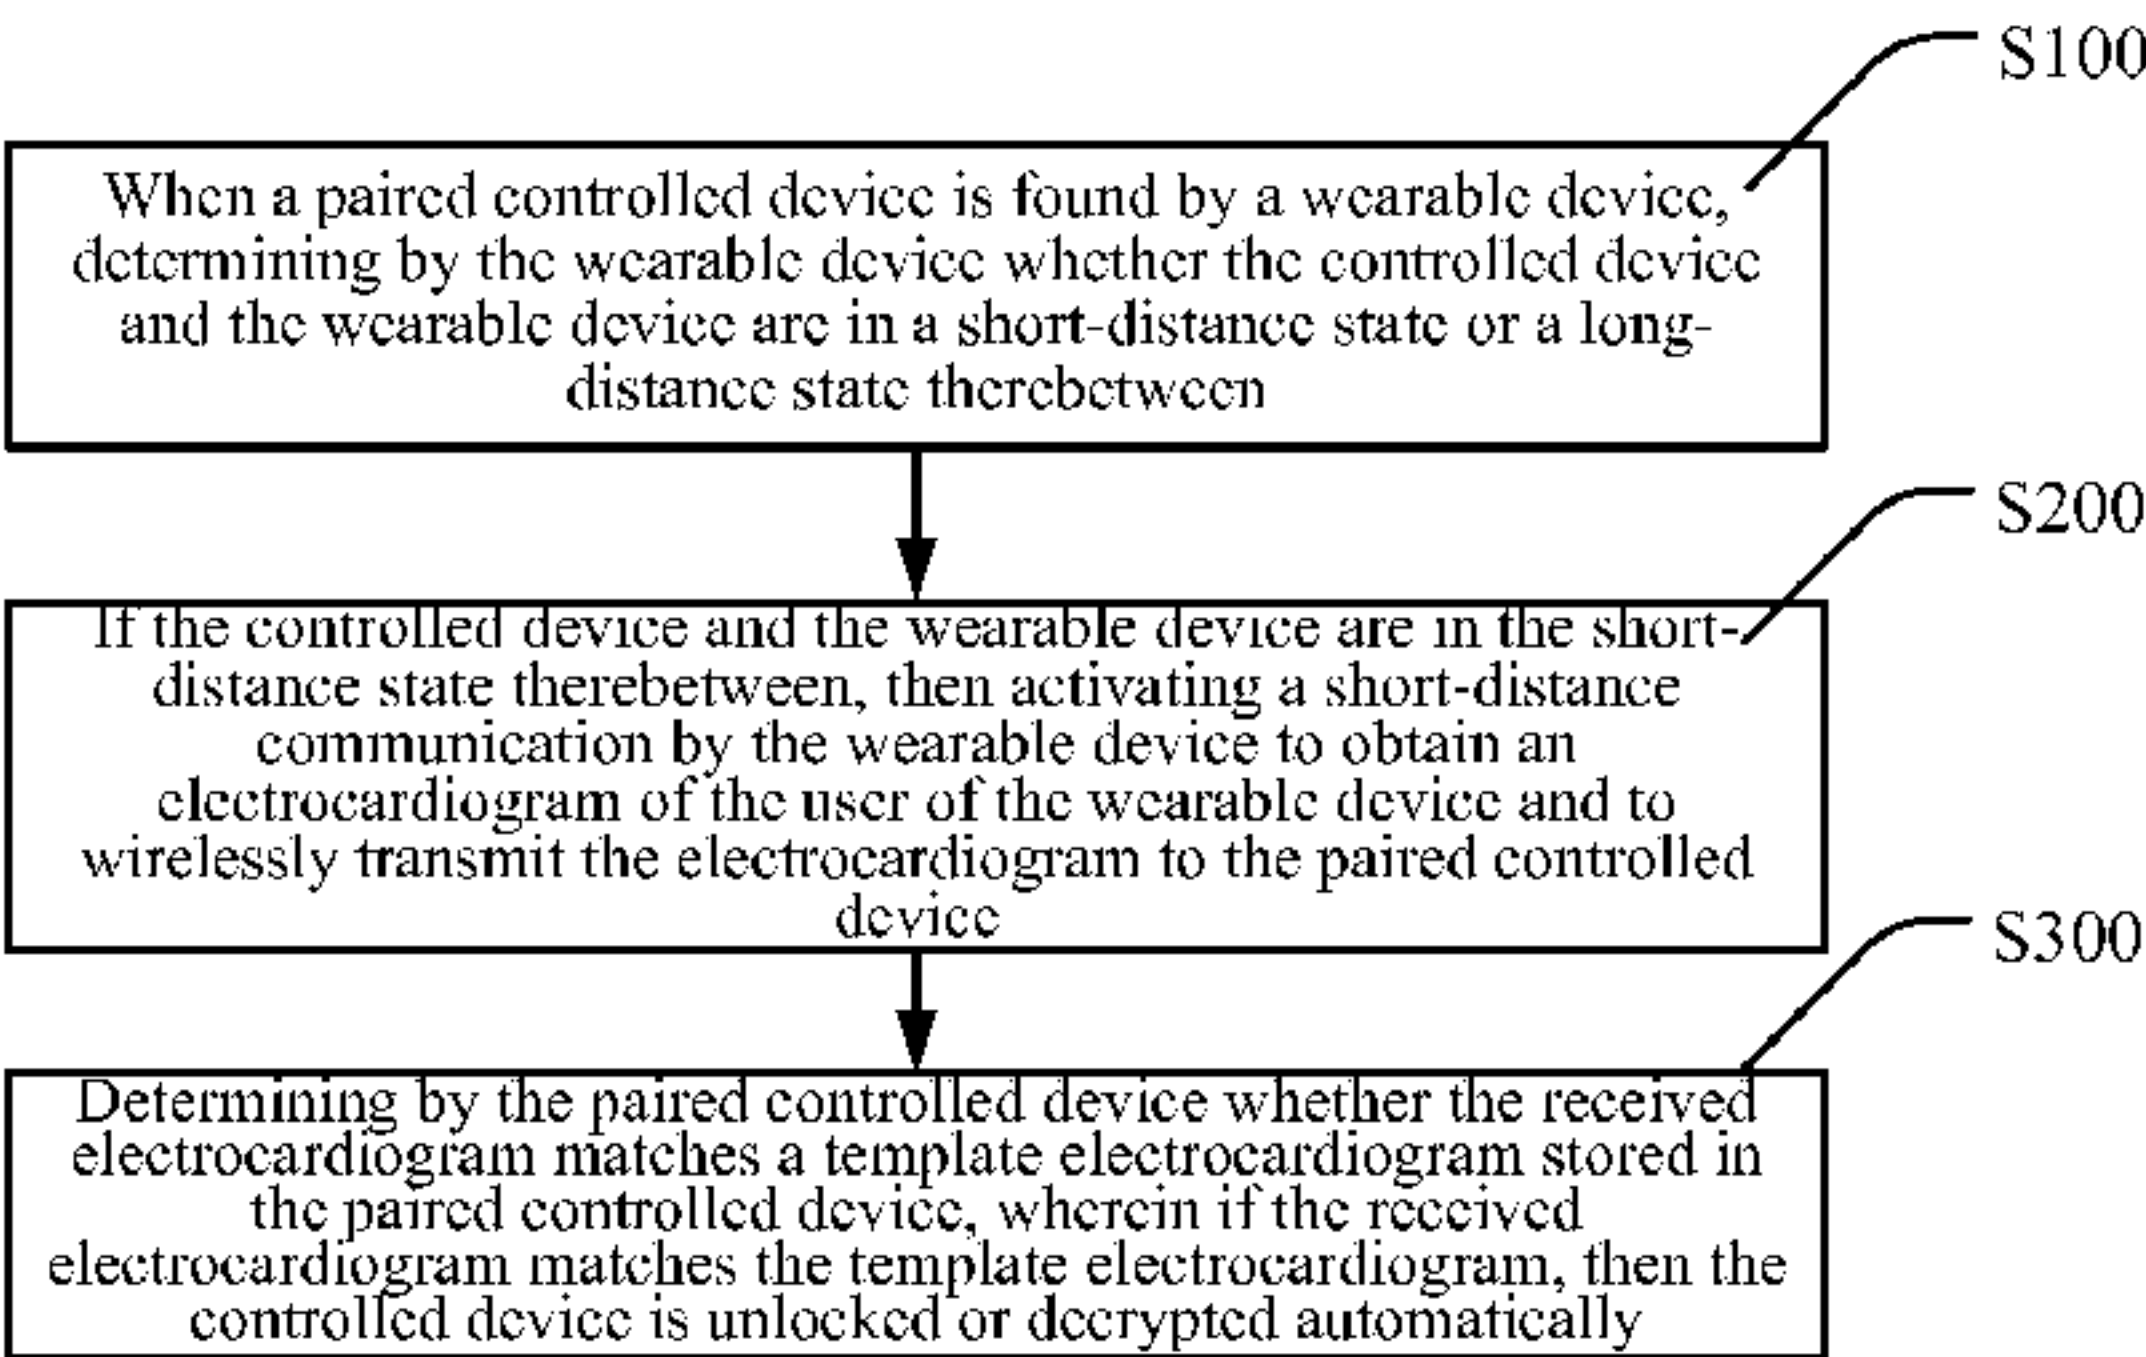 S100
When a paired controlled device is found by a wearable device,
determining by the wearable device whether the controlled device
and the wearable device are in a short-distance state or a long-
distance state therebetween
S200
If the controlled device and the wearable device are in the short-
distance state therebetween, then activating a short-distance
communication by the wearable device to obtain an
electrocardiogram of the user of the wearable device and to
wirelessly transmit the electrocardiogram to the paired controlled
device
S300
Determining by the paired controlled device whether the received
electrocardiogram matches a template electrocardiogram stored in
the paired controlled device, wherein if the received
electrocardiogram matches the template electrocardiogram, then the
controlled device is unlocked or decrypted automatically